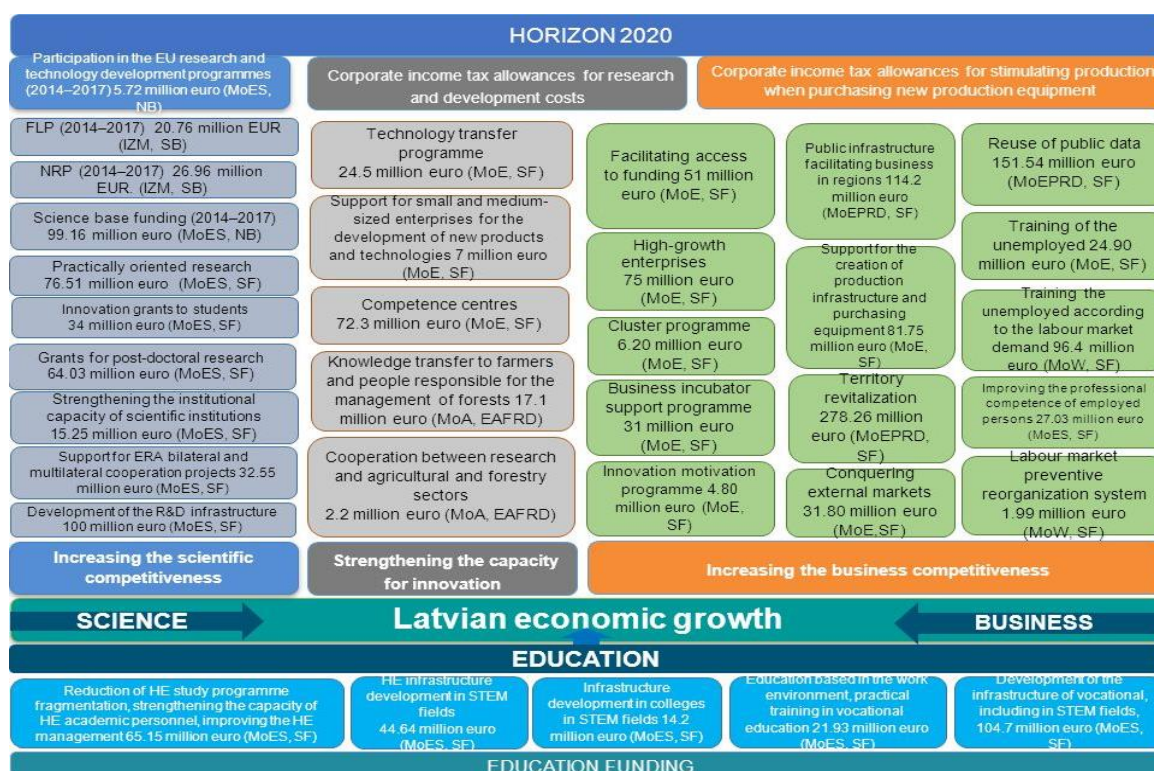 HORIZON 2020
Participation in the EU research and
technology development programmes
(2014–2017) 5.72 million euro (MoES,
NB)
Corporate income tax allowances for research
and development costs
Corporate income tax allowances for stimulating production
when purchasing new production equipment
FLP (2014–2017) 20.76 million EUR
(IZM, SB)
NRP (2014–2017) 26.96 million
EUR. (IZM, SB)
Science base funding (2014–2017)
99.16 million euro (MoES, NB)
Practically oriented research
76.51 million euro (MoES, SF)
Innovation grants to students
34 million euro (MoES, SF)
Grants for post-doctoral research
64.03 million euro (MoES, SF)
Strengthening the institutional
capacity of scientific institutions
15.25 million euro (MoES, SF)
Support for ERA bilateral and
multilateral cooperation projects 32.55
million euro (MoES, SF)
Development of the R&D infrastructure
100 million euro (MoES, SF)
Technology transfer
programme
24.5 million euro (MoE, SF)
Support for small and medium-
sized enterprises for the
development of new products
and technologies 7 million euro
(MoE, SF)
Competence centres
72.3 million euro (MoE, SF)
Knowledge transfer to farmers
and people responsible for the
management of forests 17.1
million euro (MoA, EAFRD)
Cooperation between research
and agricultural and forestry
sectors
2.2 million euro (MoA, EAFRD)
Facilitating access
to funding 51 million
euro (MoE, SF)
High-growth
enterprises
75 million euro
(MoE, SF)
Cluster programme
6.20 million euro
(MoE, SF)
Business incubator
support programme
31 million euro
(MoE, SF)
Innovation motivation
programme 4.80
million euro (MoE,
SF)
Public infrastructure
facilitating business
in regions 114.2
million euro
(MoEPRD, SF)
Support for the
creation of
production
infrastructure and
purchasing
equipment 81.75
million euro (MoE,
SF)
Territory
revitalization
278.26 million
euro (MoEPRD,
SF)
Conquering
external markets
31.80 million euro
(MoE,SF)
Reuse of public data
151.54 million euro
(MoEPRD, SF)
Training of the
unemployed 24.90
million euro (MoE, SF)
Training the
unemployed according
to the labour market
demand 96.4 million
euro (MoW, SF)
Improving the professional
competence of employed
persons 27.03 million euro
(MoES, SF)
Labour market
preventive
reorganization system
1.99 million euro
(MoW, SF)
Increasing the scientific
competitiveness
Strengthening the capacity
for innovation
Increasing the business competitiveness
SCIENCE
Latvian economic growth
BUSINESS
EDUCATION
Reduction of HE study programme
fragmentation, strengthening the capacity of
HE academic personnel, improving the HE
management 65.15 million euro (MoES, SF)
HE infrastructure
development in STEM
fields
44.64 million euro
(MoES, SF)
Infrastructure
development in colleges
in STEM fields 14.2
million euro (MoES, SF)
Education based in the work
environment, practical
training in vocational
education 21.93 million euro
(MoES, SF)
Development of the
infrastructure of vocational,
including in STEM fields,
104.7 million euro (MoES,
SF)
EDUCATION FUNDING